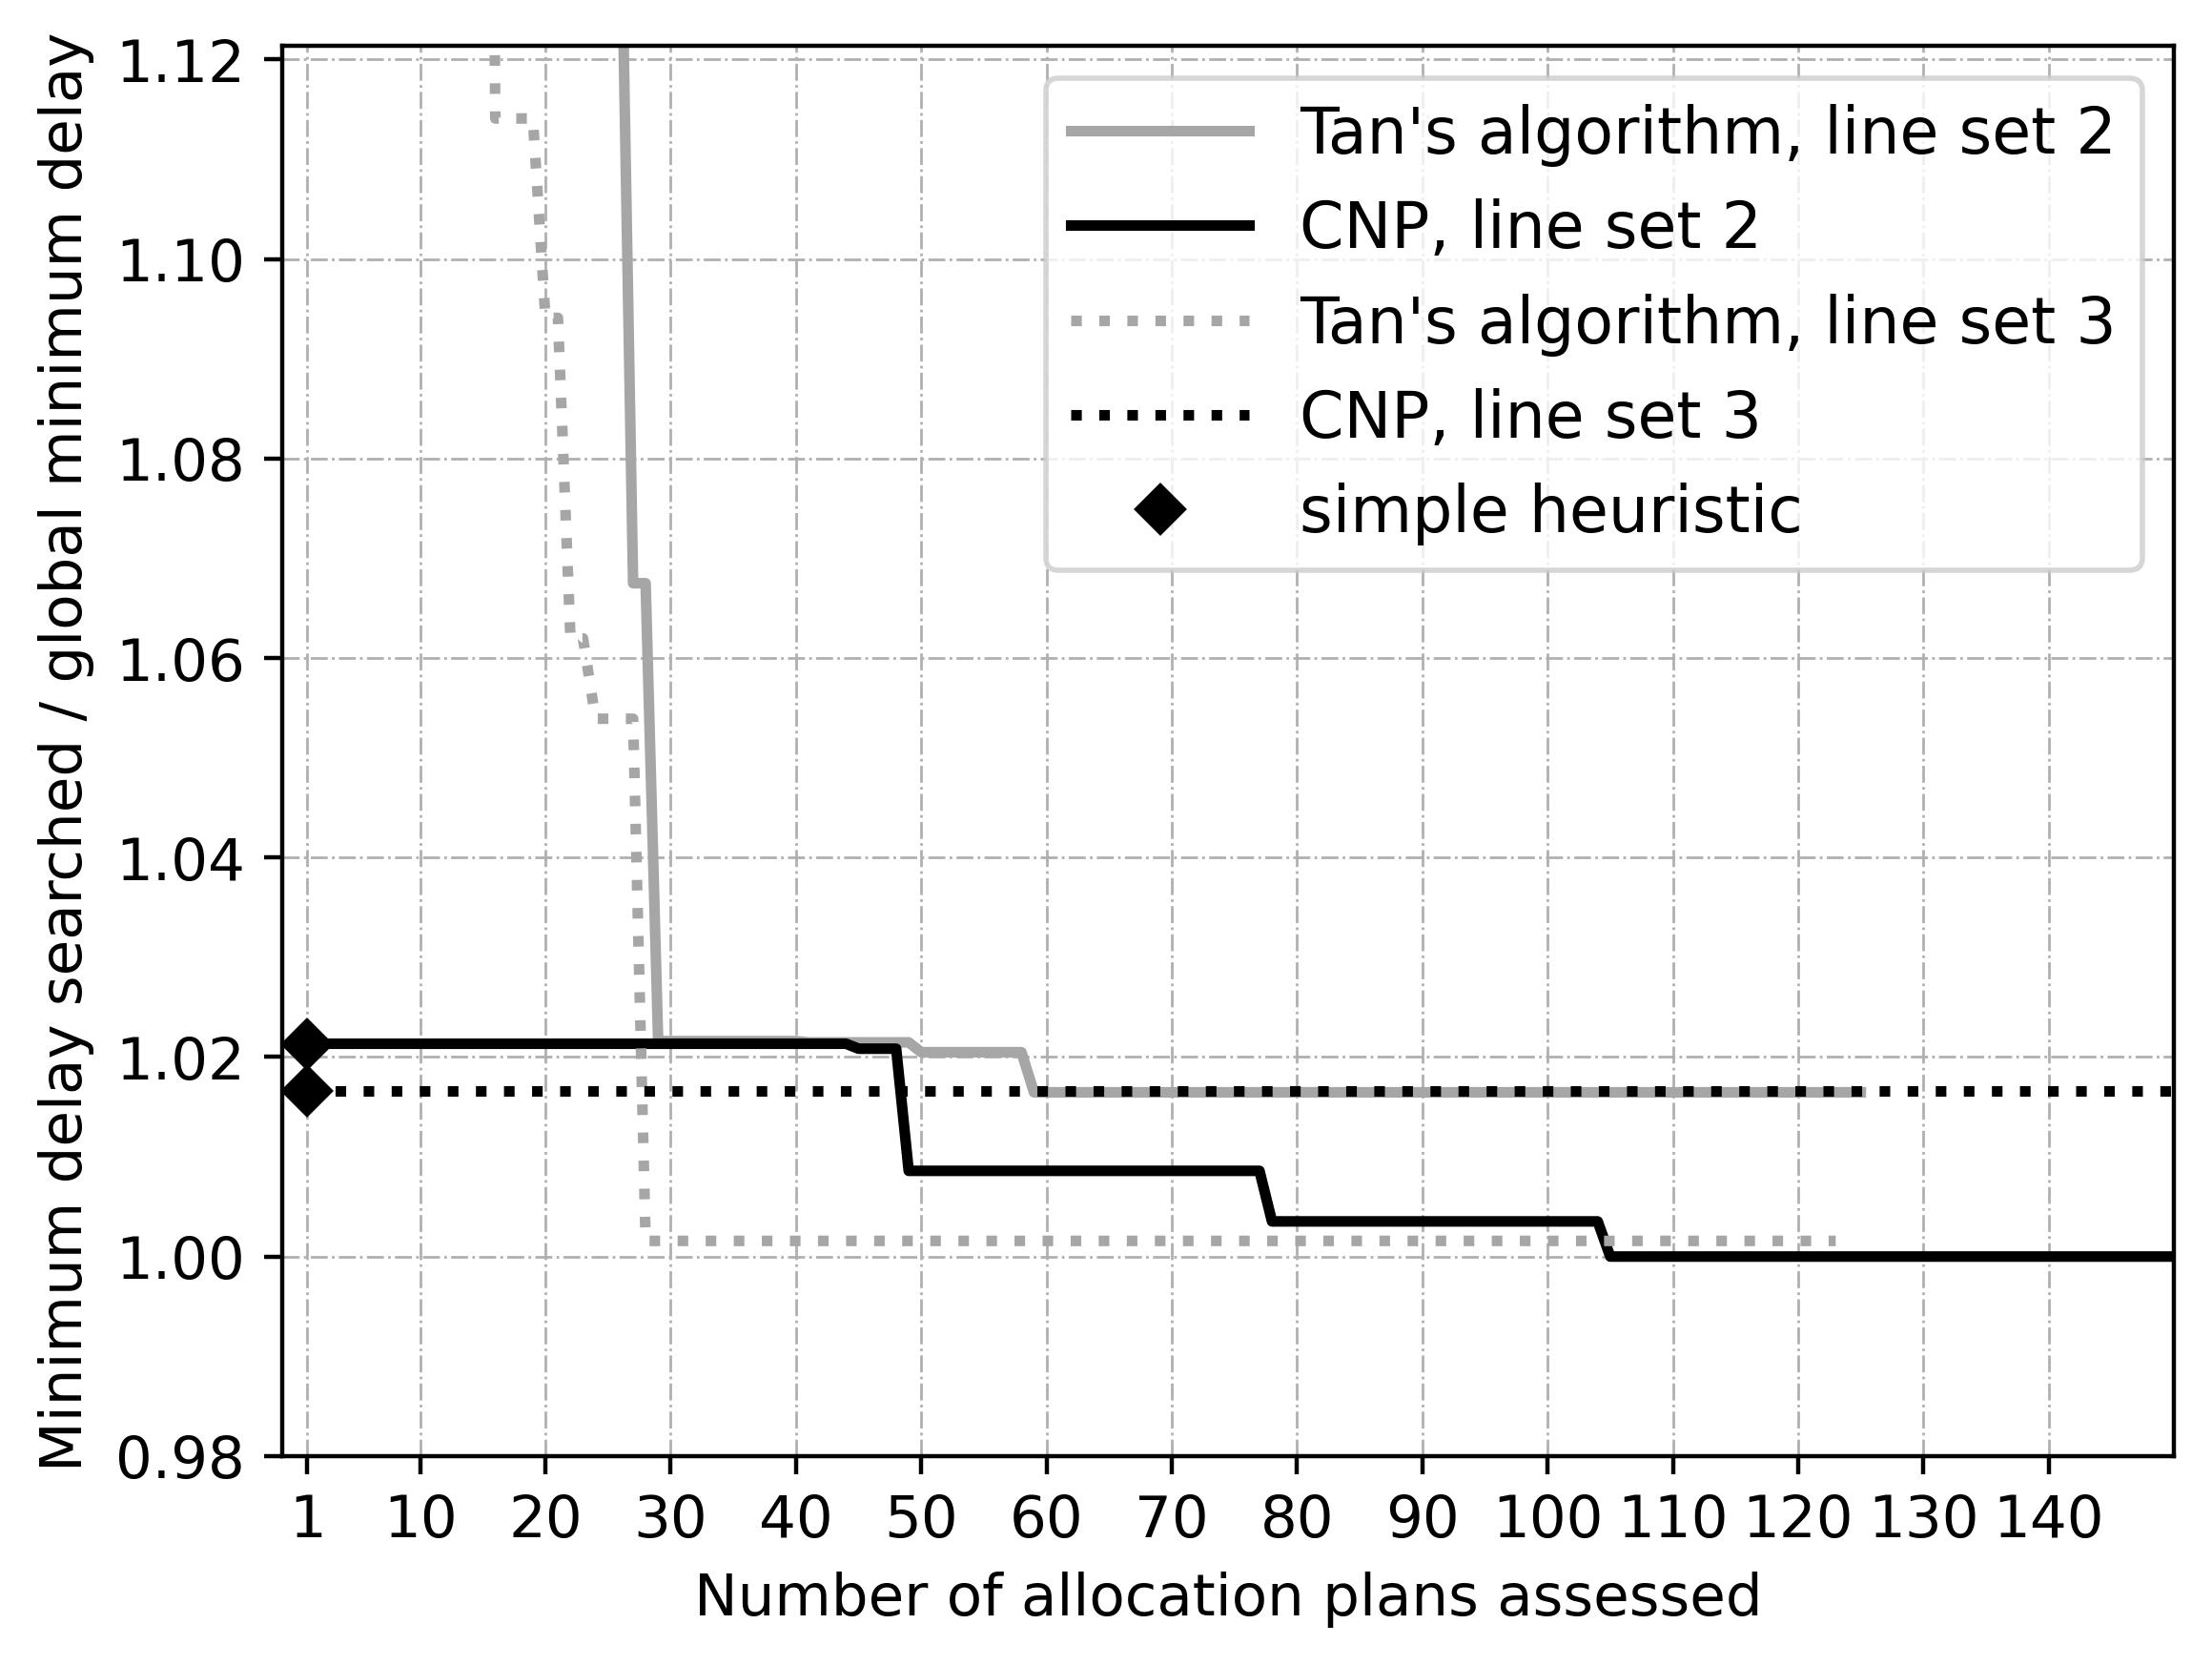 Minimum delay searched / global minimum delay
1.12
1.10
1.08
1.06
1.04
1.02
1.00
0.98
Tan's algorithm, line set 2
CNP, line set 2
Tan's algorithm, line set 3
CNP, line set 3
simple heuristic
1 10 20 30 40 50 60 70 80 90 100 110 120 130 140
Number of allocation plans assessed